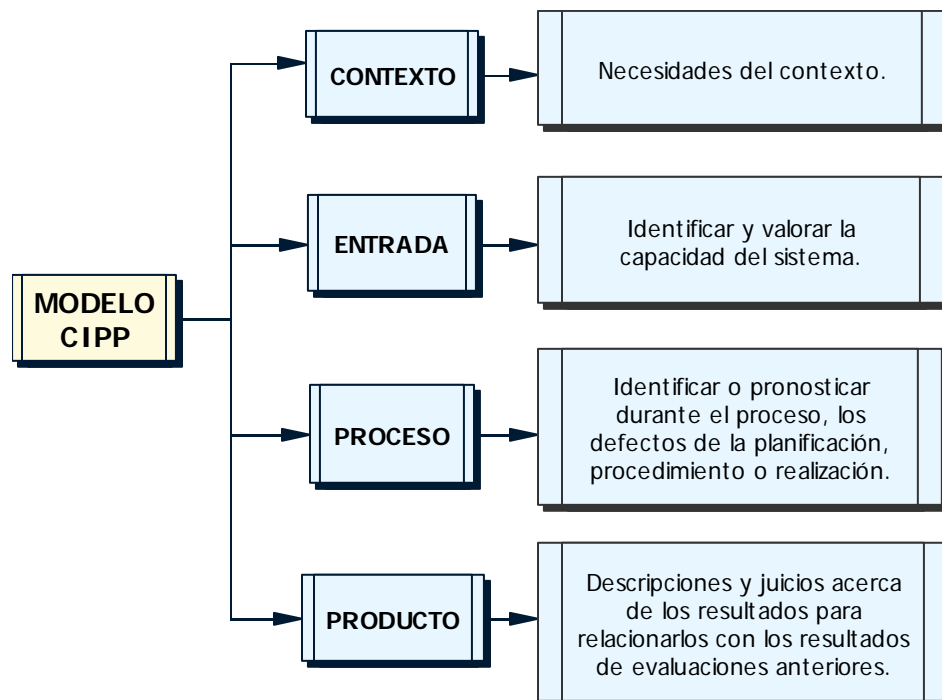 CONTEXTO
Necesidades del contexto.
ENTRADA
Identificar y valorar la
capacidad del sistema.
MODELO
CIPP
PROCESO
Identificar o pronosticar
durante el proceso, los
defectos de la planificación,
procedimiento o realización.
PRODUCTO
Descripciones y juicios acerca
de los resultados para
relacionarlos con los resultados
de evaluaciones anteriores.